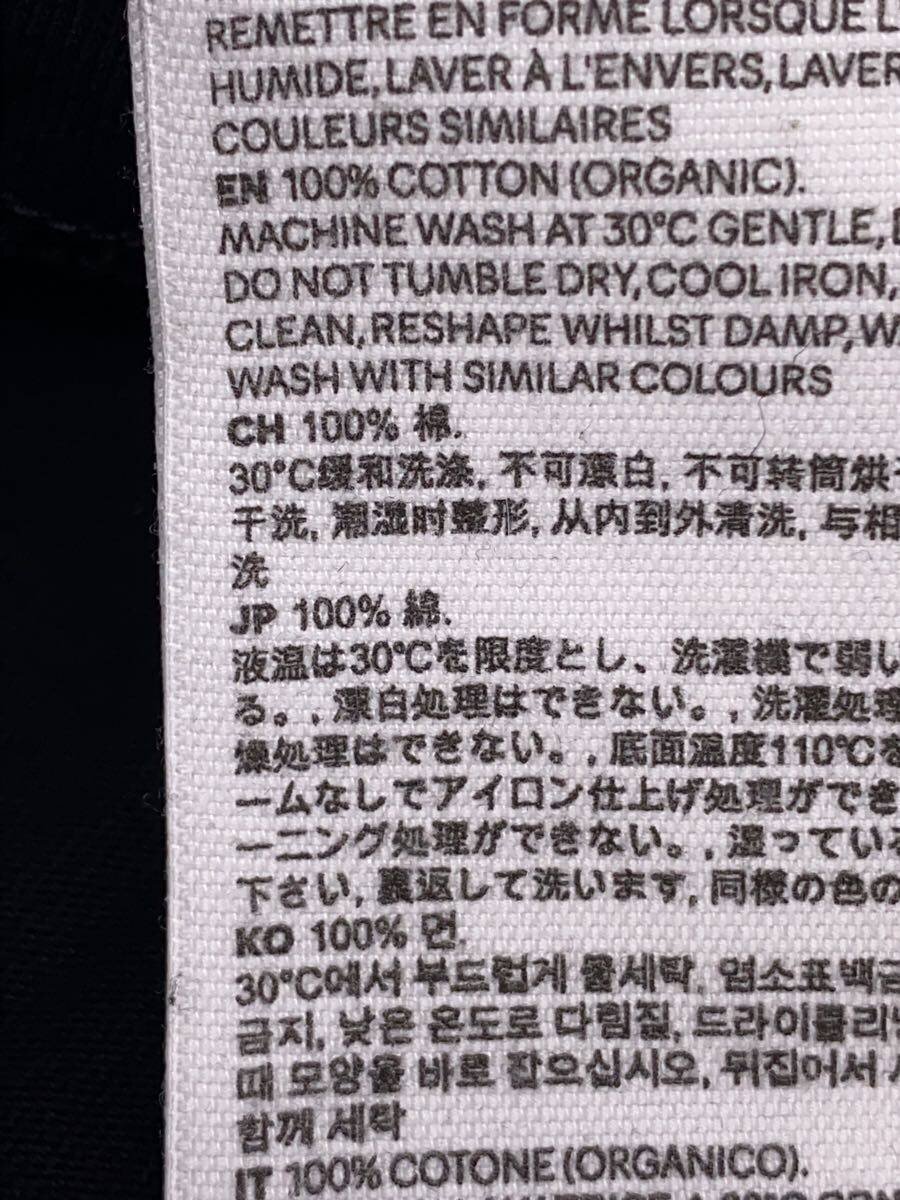 REMETTRE EN FORME LORSQUE L
HUMIDE, LAVER À L'ENVERS, LAVER
COULEURS SIMILAIRES
EN 100% COTTON (ORGANIC).
MACHINE WASH AT 30°C GENTLE,
DO NOT TUMBLE DRY, COOL IRON,
CLEAN, RESHAPE WHILST DAMP, W
WASH WITH SIMILAR COLOURS
CH 100% 棉.
30°C缓和洗涤, 不可漂白, 不可转筒烘
干洗, 潮湿时整形, 从内到外清洗, 与相
洗
JP 100% 綿.
液温は30℃を限度とし、洗濯機で弱い
る。, 漂白処理はできない。, 洗濯処理
燥処理はできない。, 底面温度110℃を
ームなしでアイロン仕上げ処理ができ
ーニング処理ができない。, 湿っている
下さい, 裏返して洗います, 同様の色の
KO 100% 면.
30°C에서 부드럽게 물세탁, 염소표백금
금지, 낮은 온도로 다림질, 드라이클리닝
때 모양을 바로 잡으십시오, 뒤집어서
함께 세탁
IT 100% COTONE (ORGANICO).